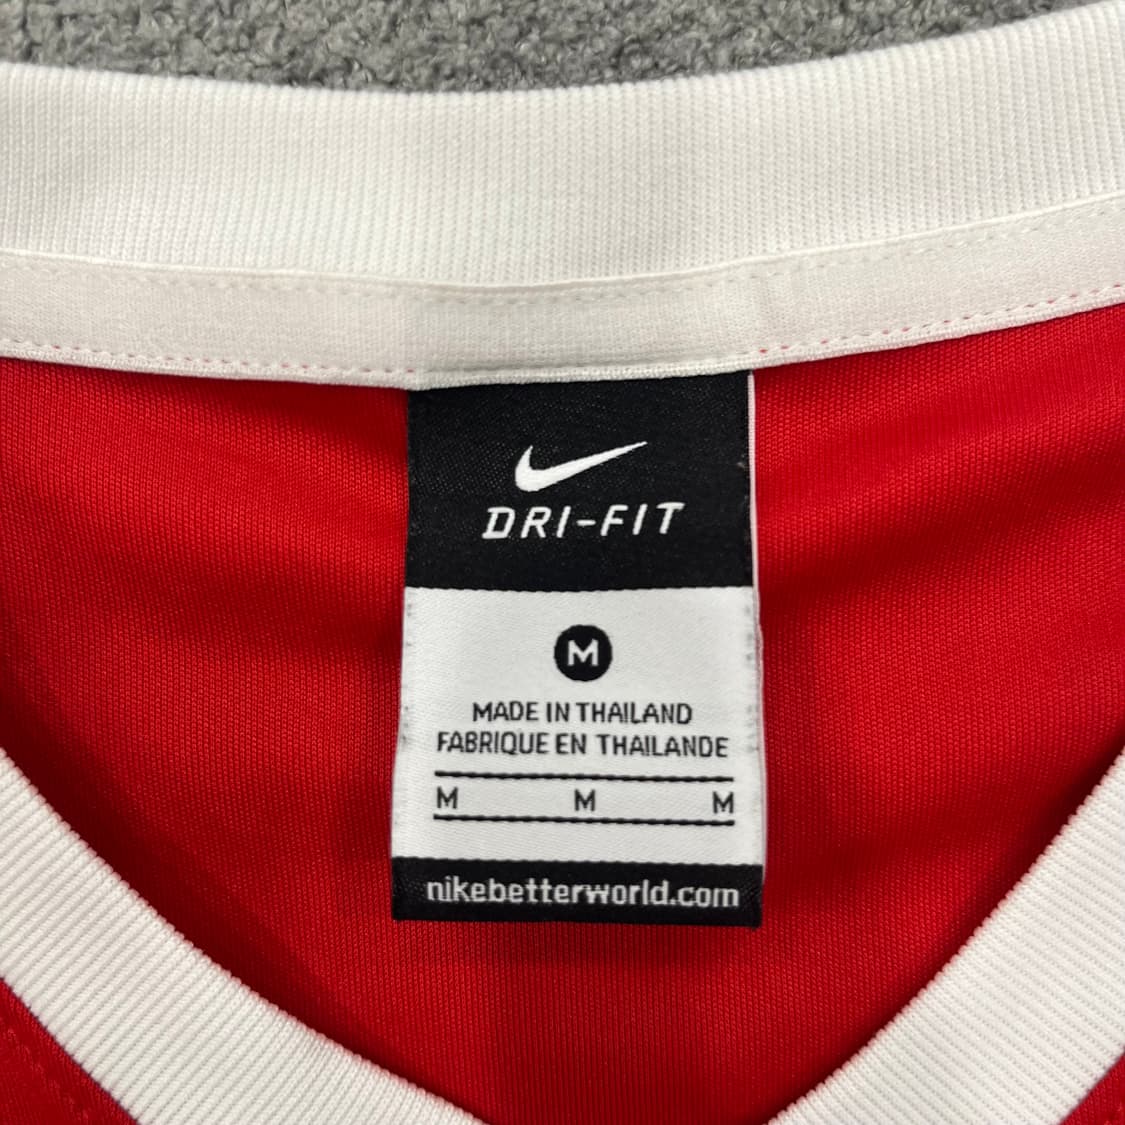 DRI-FIT
M
MADE IN THAILAND
FABRIQUE EN THAILANDE
M M M
nikebetterworld.com